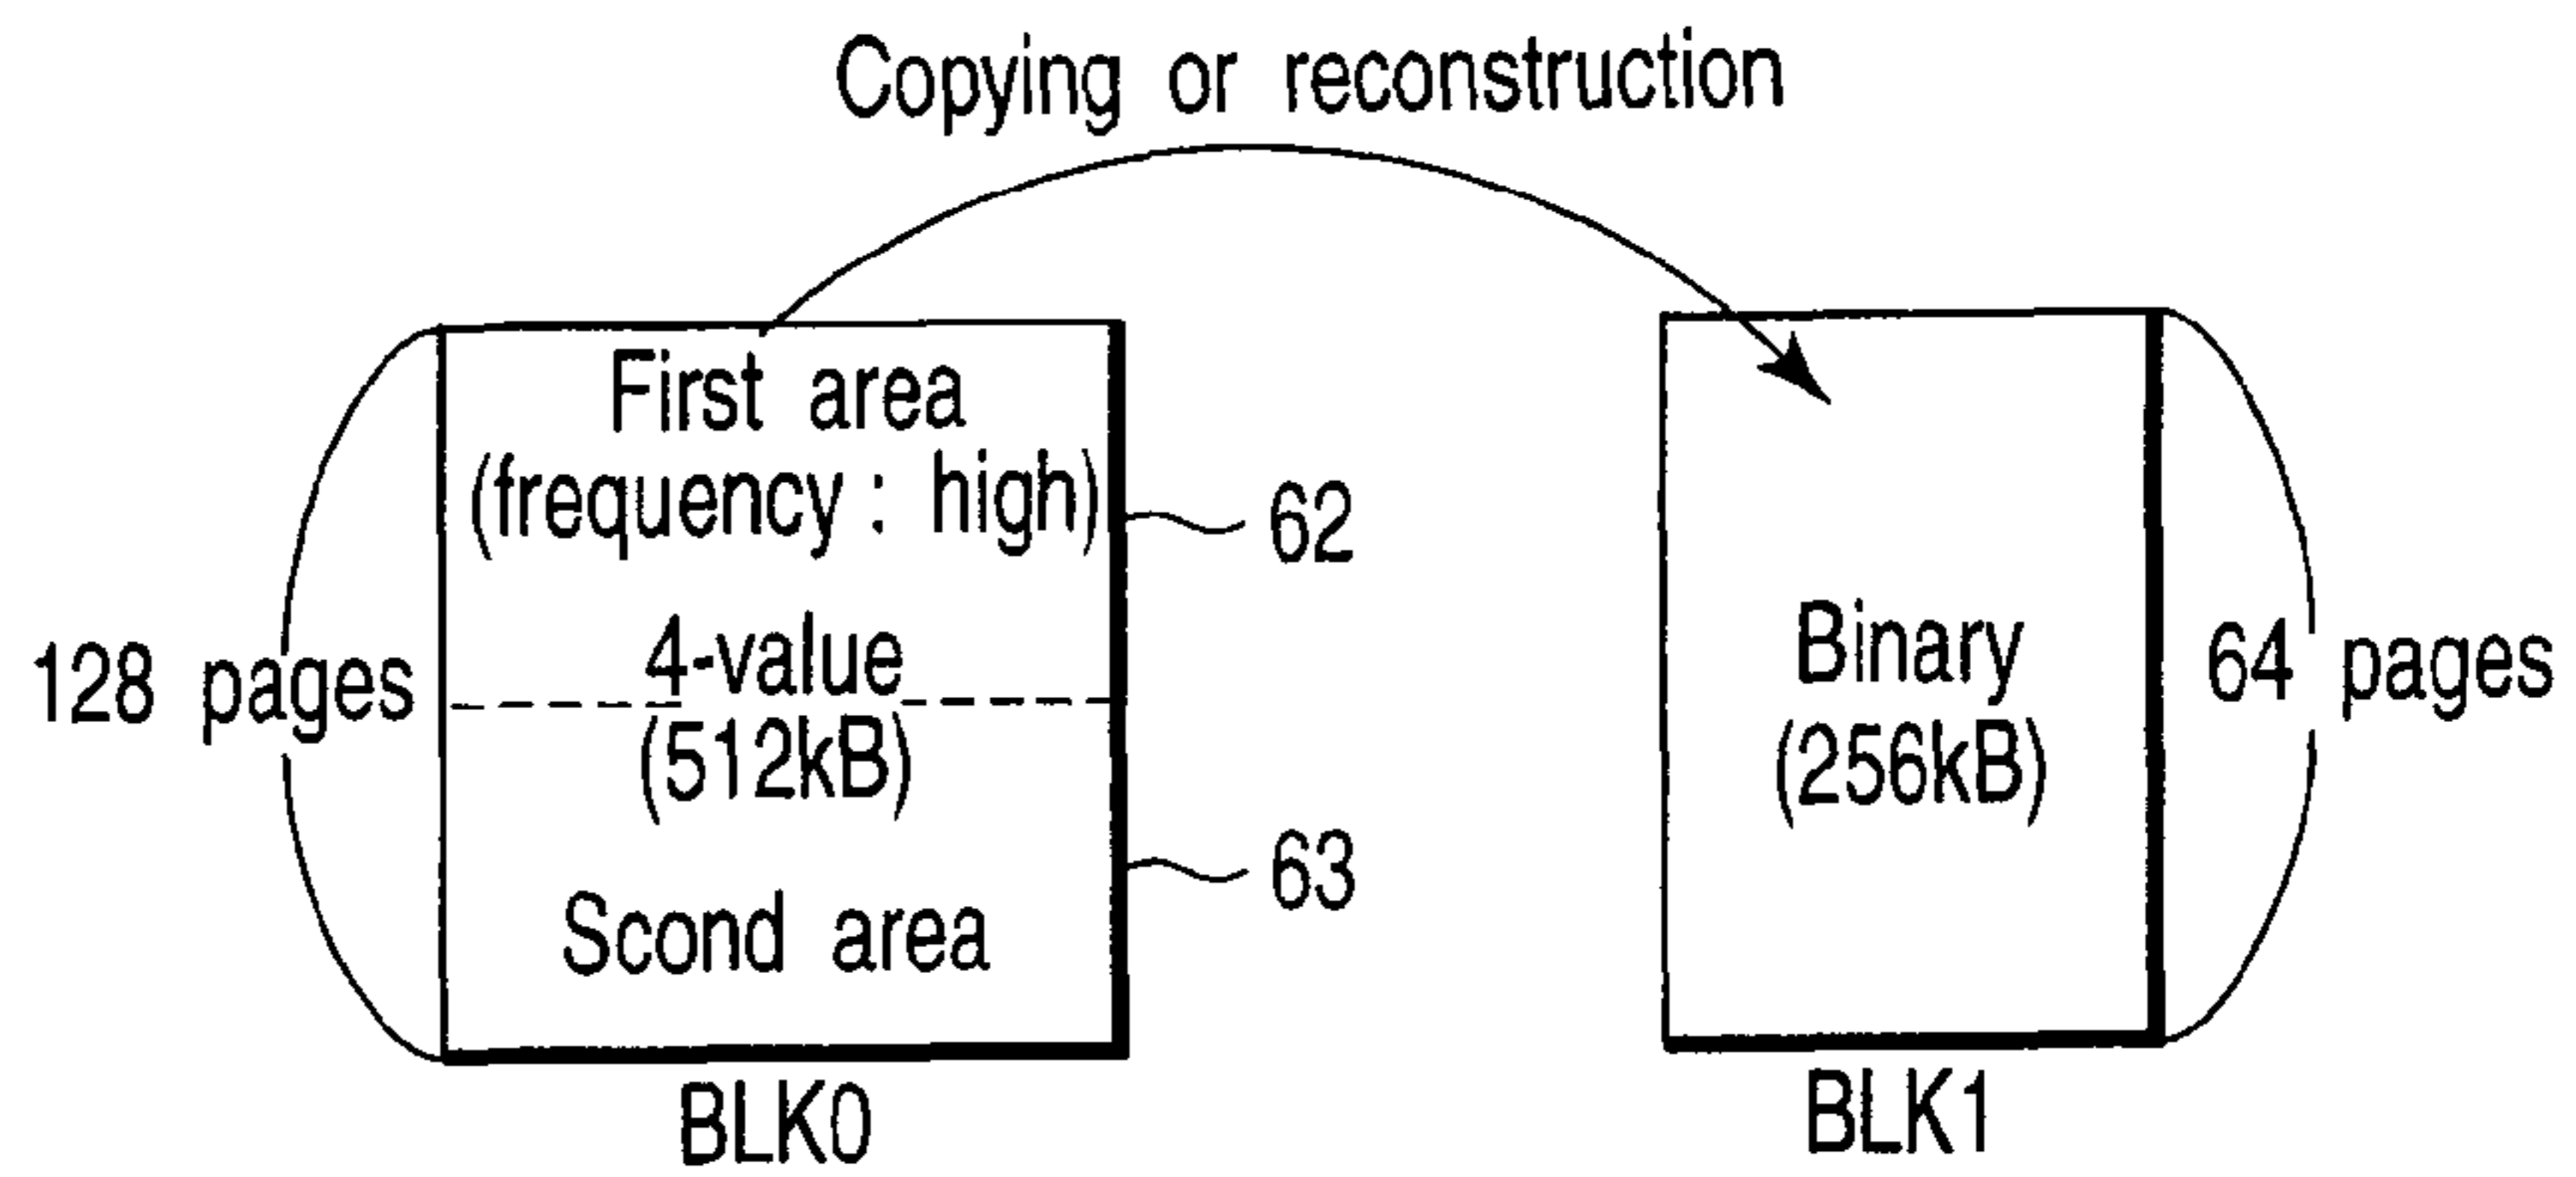 Copying or reconstruction
First area
(frequency : high)
62
4-value
128 pages
(512kB)
63
Scond area
BLK0
Binary
64 pages
(256kB)
BLK1